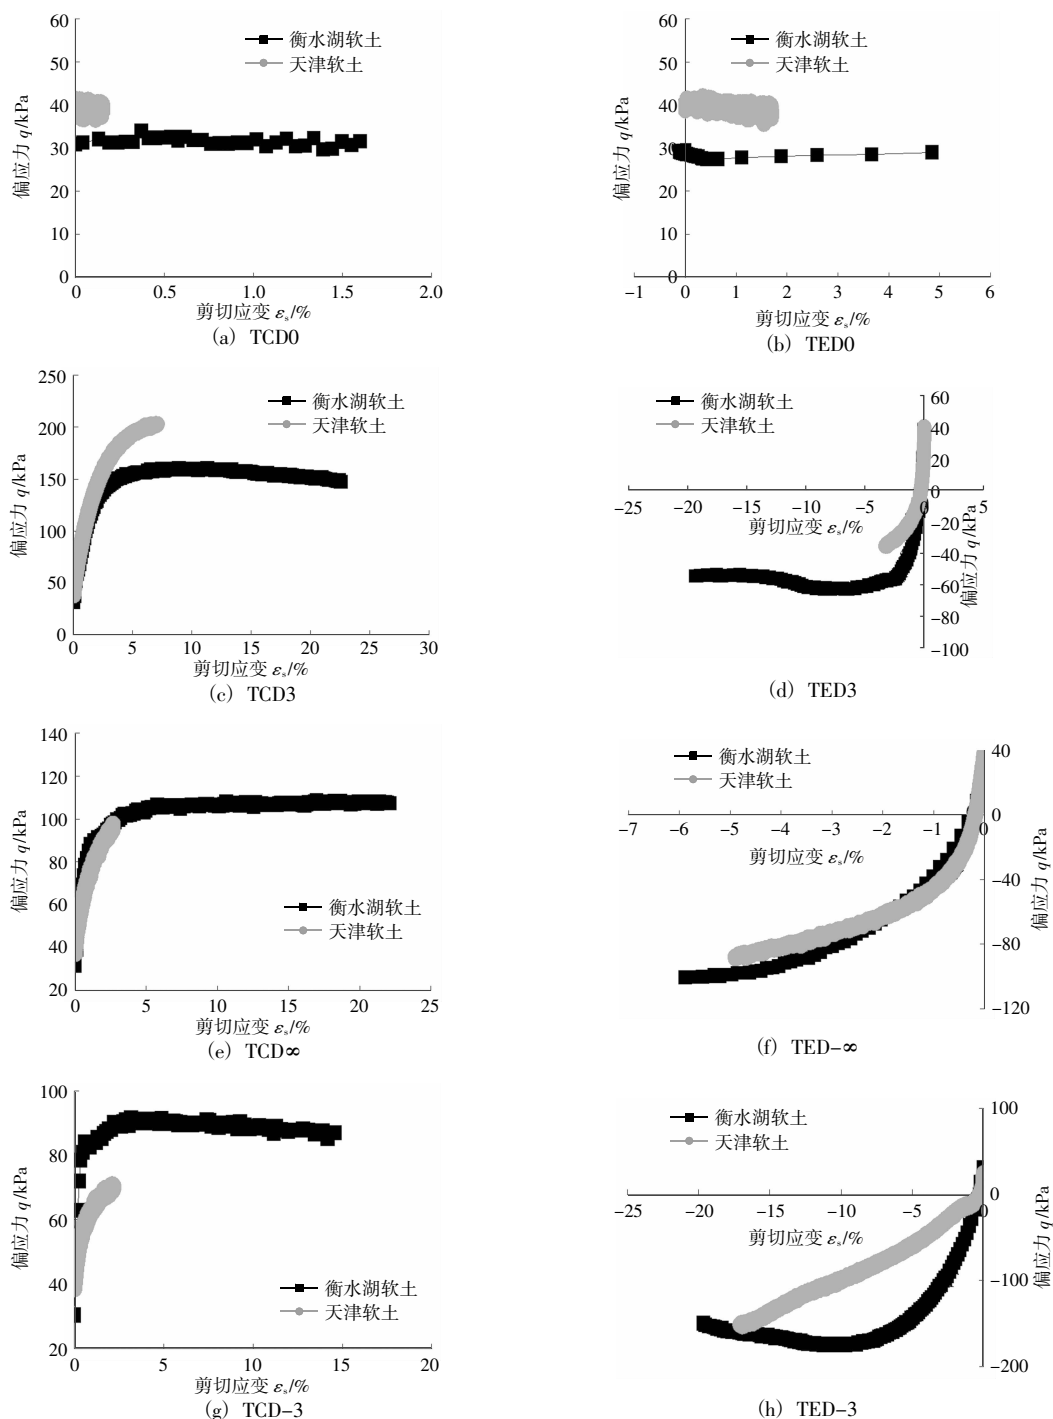 60
50
40
30
20
10
0
偏应力 q/kPa
衡水湖软土
天津软土
0 0.5 1.0 1.5 2.0
剪切应变 εs/%
(a) TCD0
60
50
40
30
20
10
0
偏应力 q/kPa
衡水湖软土
天津软土
−1 0 1 2 3 4 5 6
剪切应变 εs/%
(b) TED0
250
200
150
100
50
0
偏应力 q/kPa
衡水湖软土
天津软土
0 5 10 15 20 25 30
剪切应变 εs/%
(c) TCD3
衡水湖软土
天津软土
60
40
20
0
−20
−40
−60
−80
−100
偏应力 q/kPa
−25 −20 −15 −10 −5 0 5
剪切应变 εs/%
(d) TED3
140
120
100
80
60
40
20
偏应力 q/kPa
衡水湖软土
天津软土
0 5 10 15 20 25
剪切应变 εs/%
(e) TCD∞
衡水湖软土
天津软土
40
0
−40
−80
−120
偏应力 q/kPa
−7 −6 −5 −4 −3 −2 −1 0
剪切应变 εs/%
(f) TED−∞
100
80
60
40
20
偏应力 q/kPa
衡水湖软土
天津软土
0 5 10 15 20
剪切应变 εs/%
(g) TCD−3
衡水湖软土
天津软土
100
0
−100
−200
偏应力 q/kPa
−25 −20 −15 −10 −5 0
剪切应变 εs/%
(h) TED−3